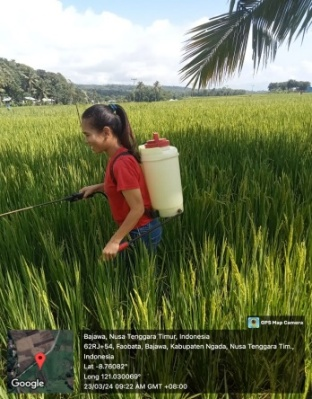 GPS Map Camera
Bajawa, Nusa Tenggara Timur, Indonesia
62RJ+54, Faobata, Bajawa, Kabupaten Ngada, Nusa Tenggara Tim.,
Indonesia
Lat -8.76082°
Long 121.030069°
23/03/24 09:22 AM GMT +08:00
Google